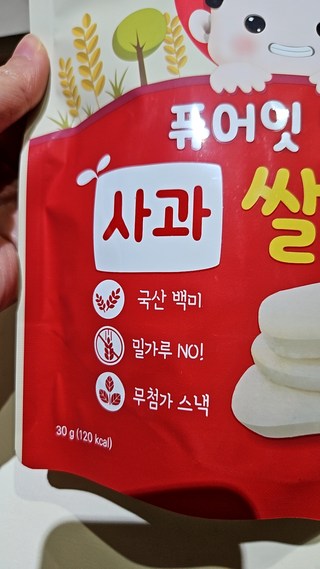 퓨어잇
사과
쌀
국산 백미
밀가루 NO!
무첨가 스낵
30 g (120 kcal)